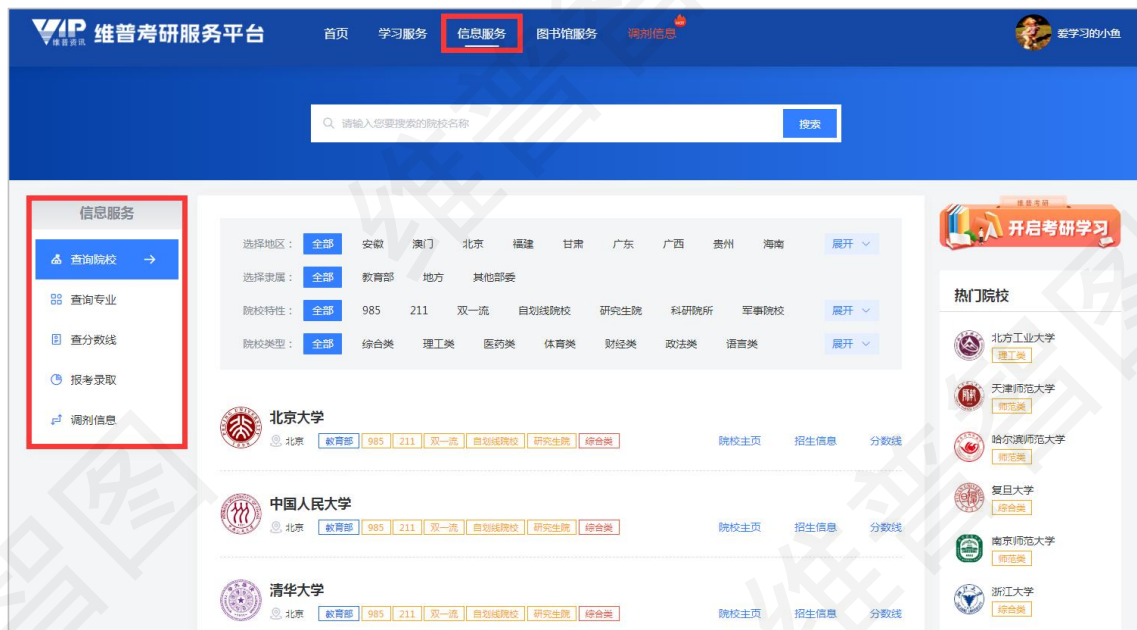 VIP 维普资讯 维普考研服务平台 首页 学习服务 信息服务 图书馆服务 调剂信息 HOT 爱学习的小鱼
请输入您要搜索的院校名称 搜索
信息服务
查询院校 →
查询专业
查分数线
报考录取
调剂信息
选择地区： 全部 安徽 澳门 北京 福建 甘肃 广东 广西 贵州 海南 展开
选择隶属： 全部 教育部 地方 其他部委
院校特性： 全部 985 211 双一流 自划线院校 研究生院 科研院所 军事院校 展开
院校类型： 全部 综合类 理工类 医药类 体育类 财经类 政法类 语言类 展开
北京大学
北京 教育部 985 211 双一流 自划线院校 研究生院 综合类 院校主页 招生信息 分数线
中国人民大学
北京 教育部 985 211 双一流 自划线院校 研究生院 综合类 院校主页 招生信息 分数线
清华大学
北京 教育部 985 211 双一流 自划线院校 研究生院 综合类 院校主页 招生信息 分数线
维普考研
开启考研学习
热门院校
北方工业大学
理工类
天津师范大学
师范类
哈尔滨师范大学
师范类
复旦大学
综合类
南京师范大学
师范类
浙江大学
综合类
维普智图